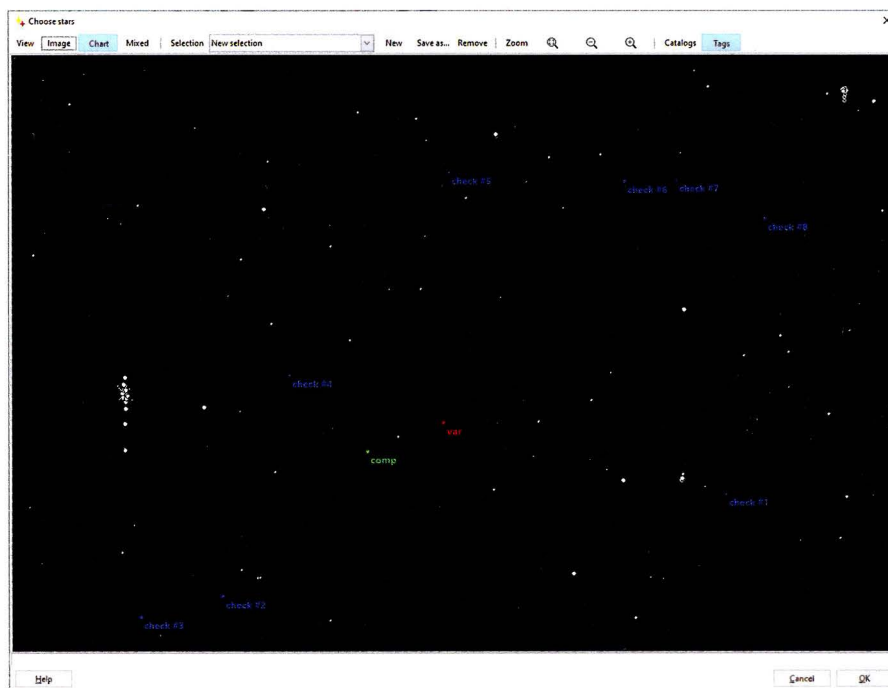 Choose stars
View Image Chart Mixed Selection New selection New Save as... Remove Zoom Catalogs Tags
check #5 check #6 check #7
check #8
check #4
var
comp
check #1
check #2
check #3
Help Cancel OK